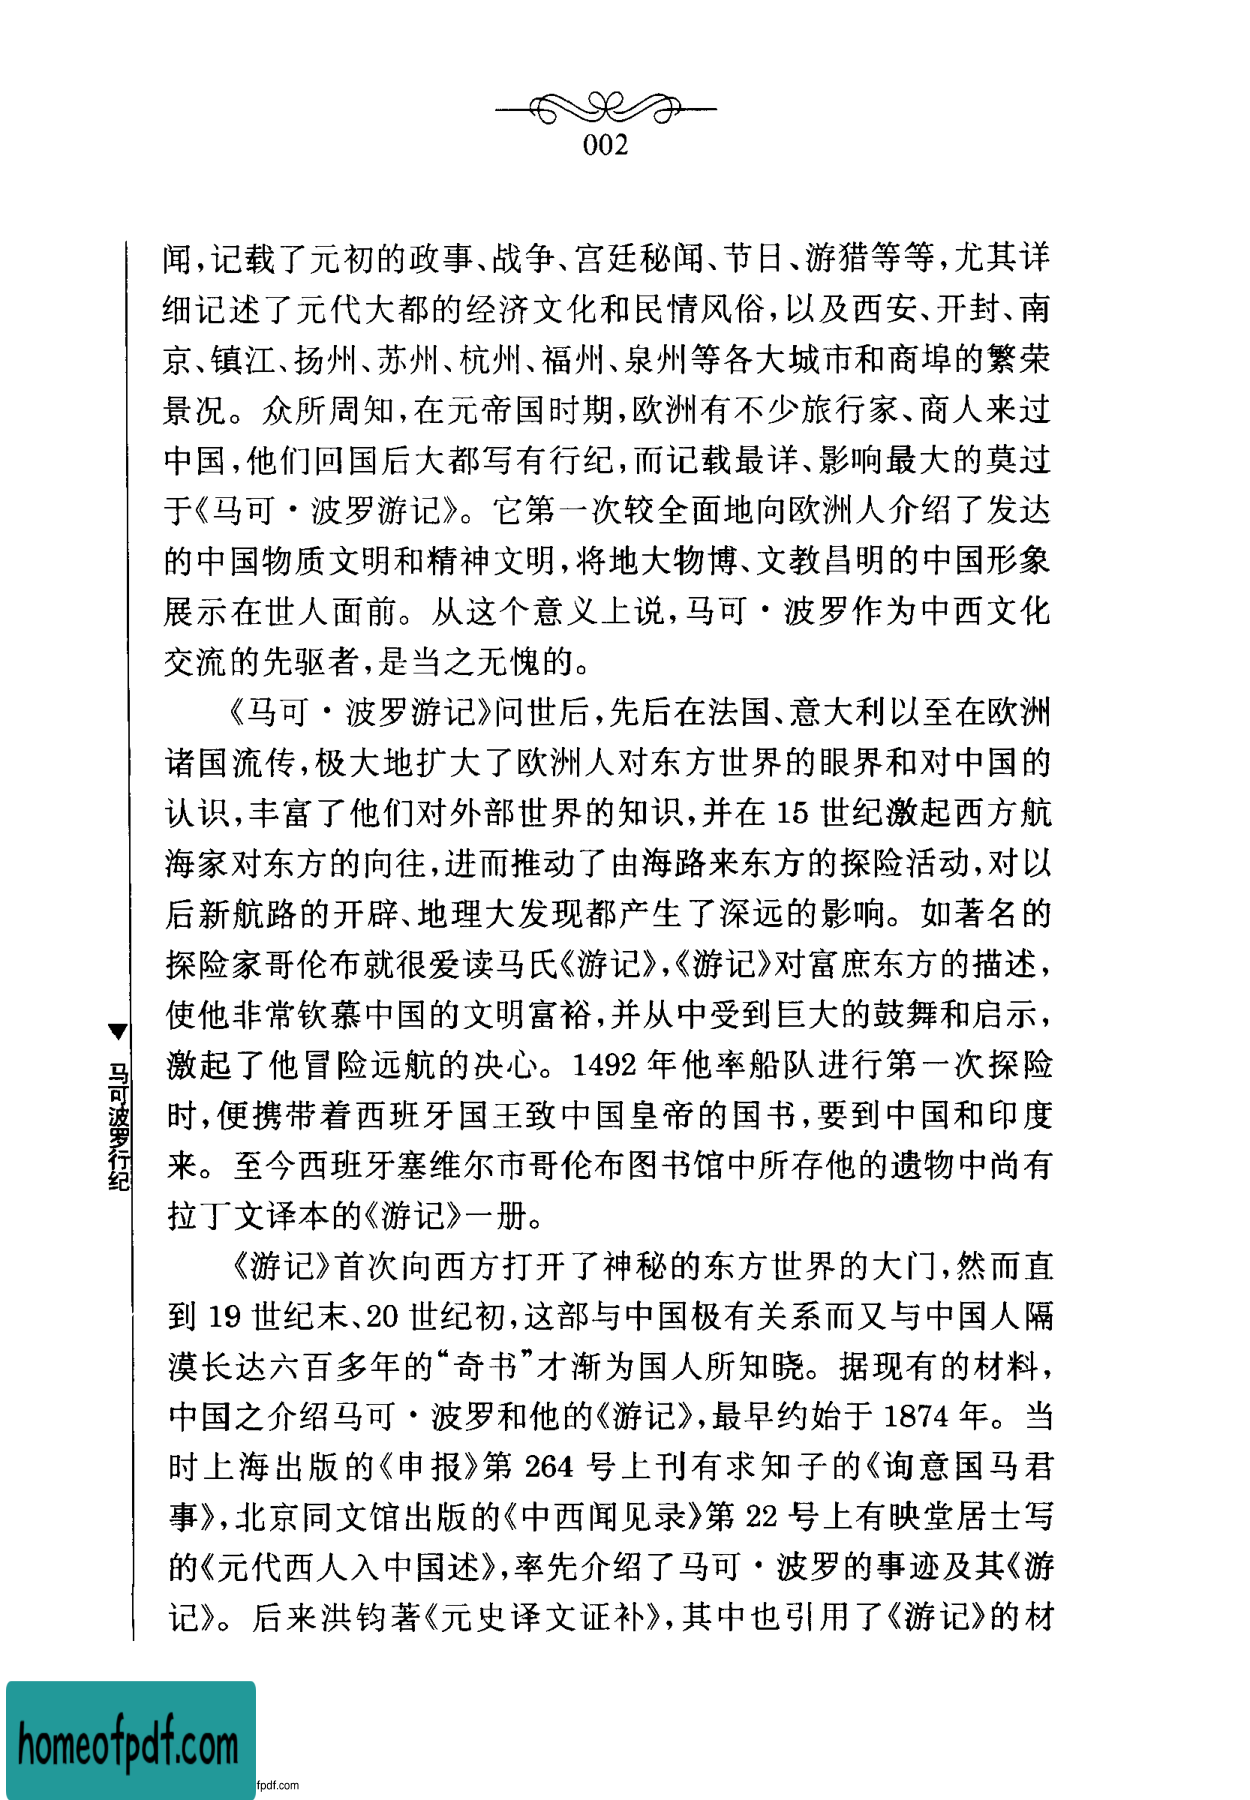 002
闻,记载了元初的政事、战争、宫廷秘闻、节日、游猎等等,尤其详
细记述了元代大都的经济文化和民情风俗,以及西安、开封、南
京、镇江、扬州、苏州、杭州、福州、泉州等各大城市和商埠的繁荣
景况。众所周知,在元帝国时期,欧洲有不少旅行家、商人来过
中国,他们回国后大都写有行纪,而记载最详、影响最大的莫过
于《马可·波罗游记》。它第一次较全面地向欧洲人介绍了发达
的中国物质文明和精神文明,将地大物博、文教昌明的中国形象
展示在世人面前。从这个意义上说,马可·波罗作为中西文化
交流的先驱者,是当之无愧的。
《马可·波罗游记》问世后,先后在法国、意大利以至在欧洲
诸国流传,极大地扩大了欧洲人对东方世界的眼界和对中国的
认识,丰富了他们对外部世界的知识,并在 15 世纪激起西方航
海家对东方的向往,进而推动了由海路来东方的探险活动,对以
后新航路的开辟、地理大发现都产生了深远的影响。如著名的
探险家哥伦布就很爱读马氏《游记》,《游记》对富庶东方的描述,
使他非常钦慕中国的文明富裕,并从中受到巨大的鼓舞和启示,
激起了他冒险远航的决心。1492 年他率船队进行第一次探险
时,便携带着西班牙国王致中国皇帝的国书,要到中国和印度
来。至今西班牙塞维尔市哥伦布图书馆中所存他的遗物中尚有
拉丁文译本的《游记》一册。
《游记》首次向西方打开了神秘的东方世界的大门,然而直
到 19 世纪末、20 世纪初,这部与中国极有关系而又与中国人隔
漠长达六百多年的“奇书”才渐为国人所知晓。据现有的材料,
中国之介绍马可·波罗和他的《游记》,最早约始于 1874 年。当
时上海出版的《申报》第 264 号上刊有求知子的《询意国马君
事》,北京同文馆出版的《中西闻见录》第 22 号上有映堂居士写
的《元代西人入中国述》,率先介绍了马可·波罗的事迹及其《游
记》。后来洪钧著《元史译文证补》,其中也引用了《游记》的材
▼ 马可波罗行纪
homeofpdf.com
fpdf.com